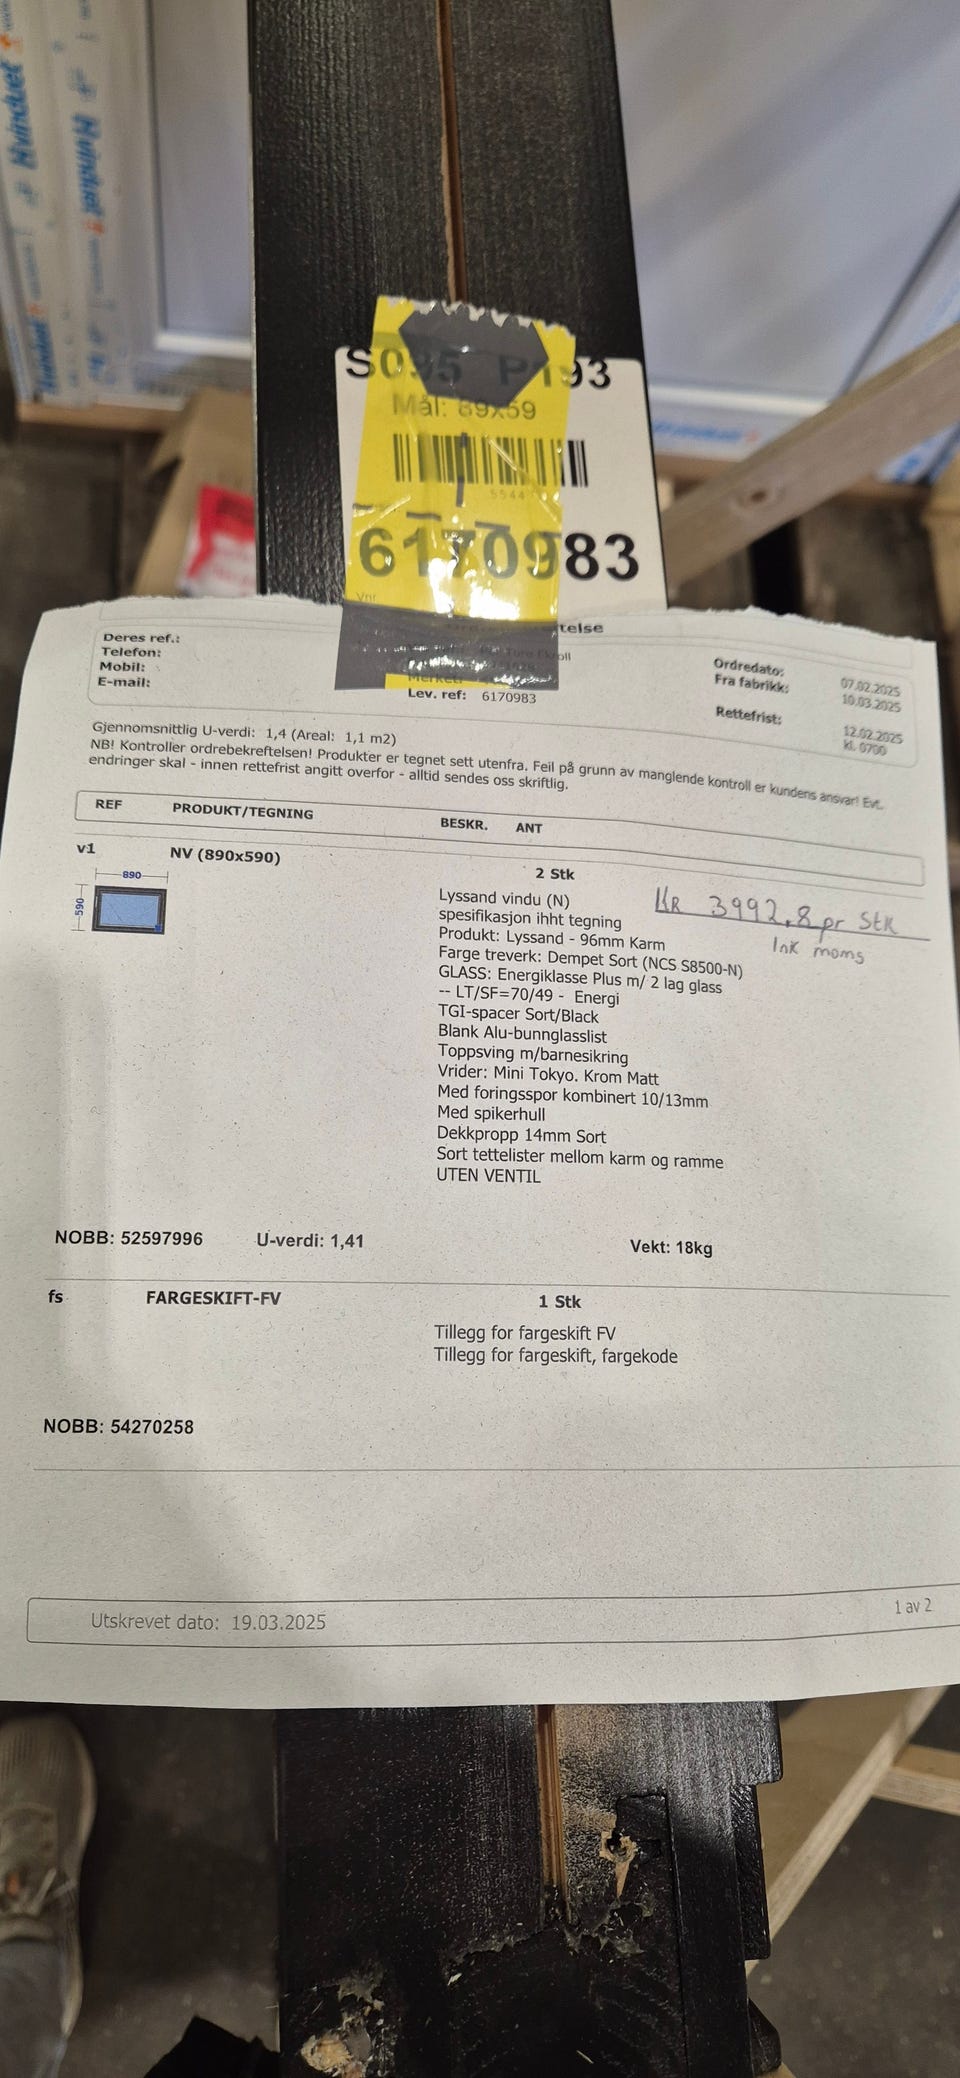 Hvinduet
Hvinduet
S095 P193
Mål: 89x59
5544
6170983
Vnr
telse
Deres ref.:
Telefon:
Mobil:
E-mail:
Merket:
Lev. ref: 6170983
Ordredato: 07.02.2025
Fra fabrikk: 10.03.2025
Rettefrist: 12.02.2025
kl. 0700
Gjennomsnittlig U-verdi: 1,4 (Areal: 1,1 m2)
NB! Kontroller ordrebekreftelsen! Produkter er tegnet sett utenfra. Feil på grunn av manglende kontroll er kundens ansvar! Evt.
endringer skal - innen rettefrist angitt overfor - alltid sendes oss skriftlig.
REF PRODUKT/TEGNING BESKR. ANT
v1 NV (890x590) 2 Stk
890
590
Lyssand vindu (N)
spesifikasjon ihht tegning
Produkt: Lyssand - 96mm Karm
Farge treverk: Dempet Sort (NCS S8500-N)
GLASS: Energiklasse Plus m/ 2 lag glass
-- LT/SF=70/49 - Energi
TGI-spacer Sort/Black
Blank Alu-bunnglasslist
Toppsving m/barnesikring
Vrider: Mini Tokyo. Krom Matt
Med foringsspor kombinert 10/13mm
Med spikerhull
Dekkpropp 14mm Sort
Sort tettelister mellom karm og ramme
UTEN VENTIL
KR 3992,8 pr Stk
Ink moms
NOBB: 52597996 U-verdi: 1,41 Vekt: 18kg
fs FARGESKIFT-FV 1 Stk
Tillegg for fargeskift FV
Tillegg for fargeskift, fargekode
NOBB: 54270258
Utskrevet dato: 19.03.2025 1 av 2